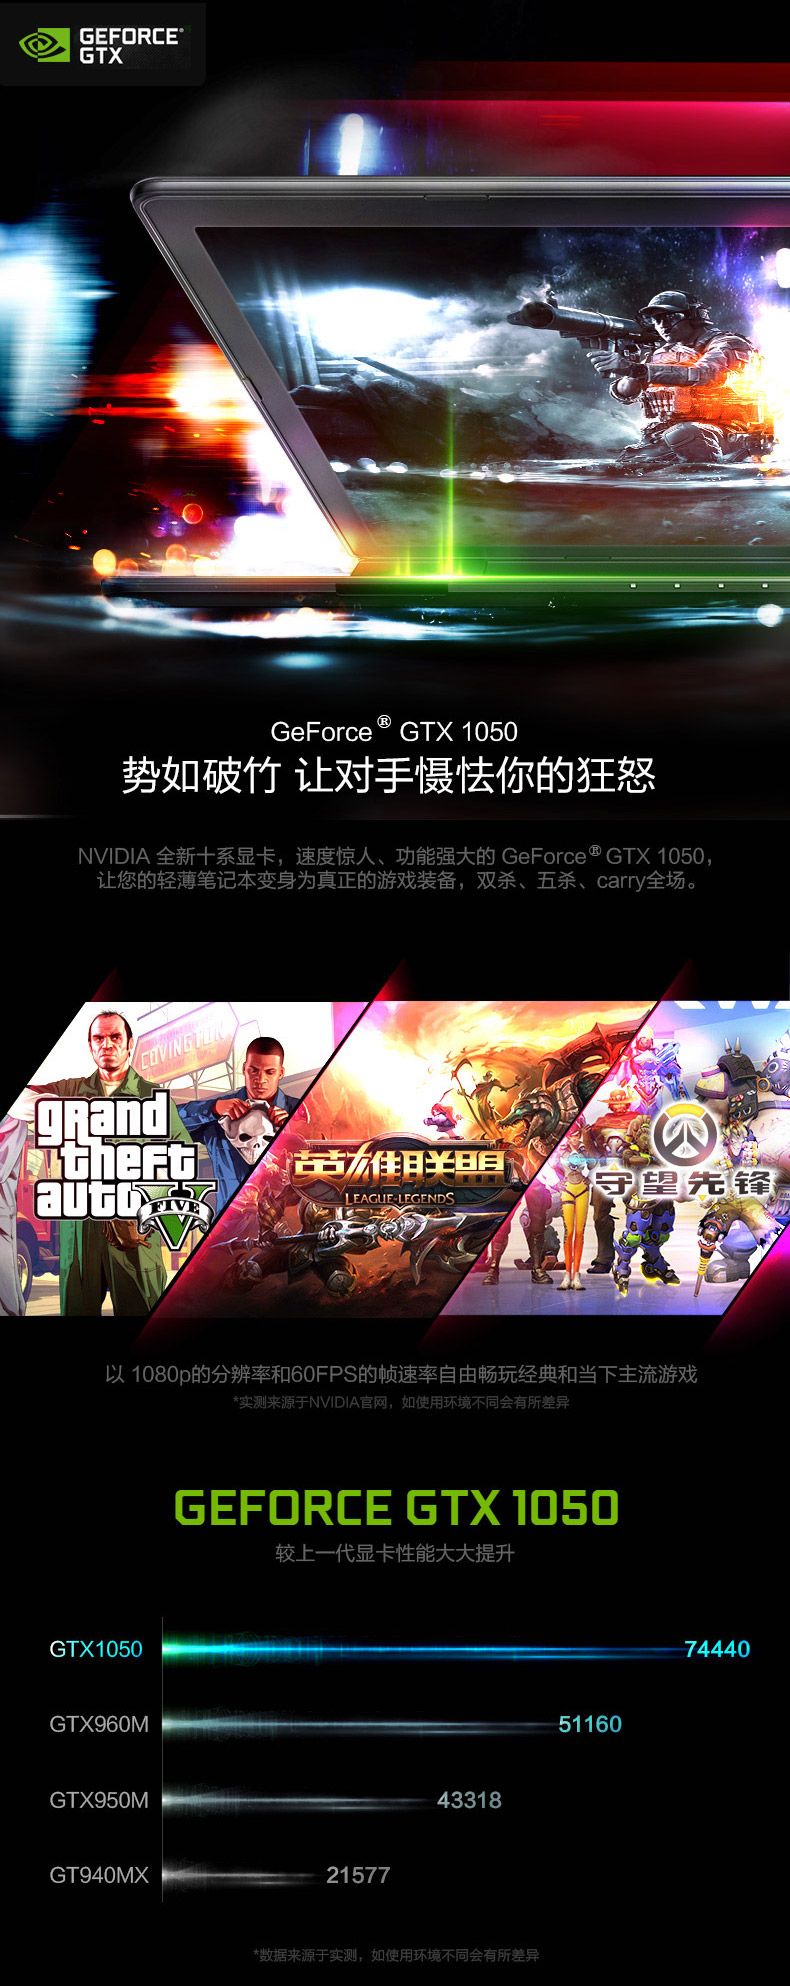 GEFORCE®
GTX
GeForce® GTX 1050
势如破竹 让对手慑怯你的狂怒
NVIDIA 全新十系显卡，速度惊人、功能强大的 GeForce® GTX 1050，
让您的轻薄笔记本变身为真正的游戏装备，双杀、五杀、carry全场。
COVINGTON
grand
theft
auto
FIVE
V
英雄联盟
LEAGUE OF LEGENDS
守望先锋
以 1080p的分辨率和60FPS的帧速率自由畅玩经典和当下主流游戏
*实测来源于NVIDIA官网，如使用环境不同会有所差异
GEFORCE GTX 1050
较上一代显卡性能大大提升
GTX1050 74440
GTX960M 51160
GTX950M 43318
GT940MX 21577
*数据来源于实测，如使用环境不同会有所差异